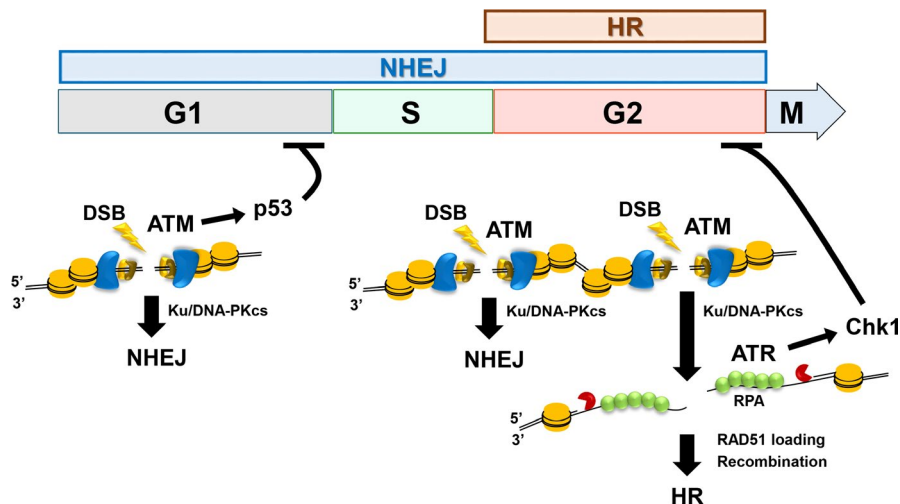 HR
NHEJ
G1 S G2 M
DSB ATM p53
5’
3’
Ku/DNA-PKcs
NHEJ
DSB ATM DSB ATM
5’
3’
Ku/DNA-PKcs Ku/DNA-PKcs
NHEJ
ATR Chk1
RPA
5’
3’
RAD51 loading
Recombination
HR